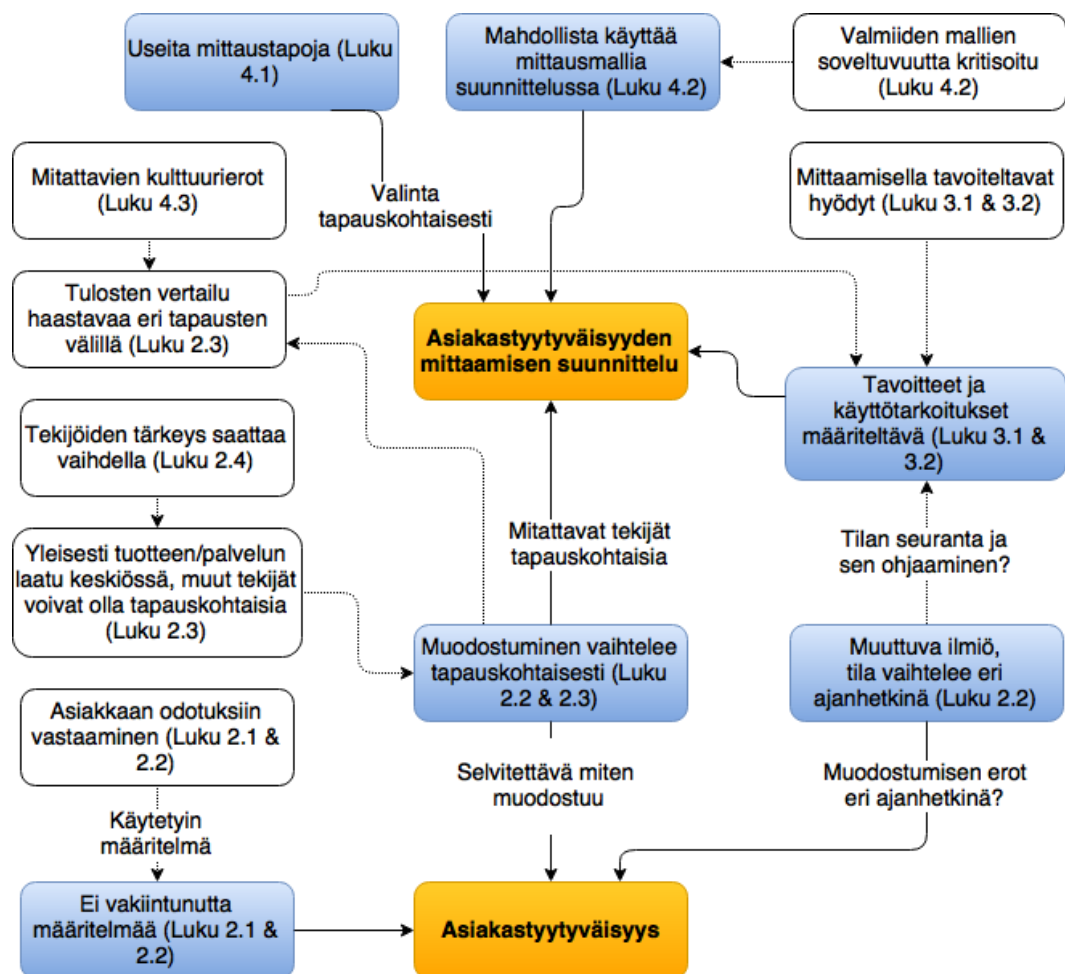 Useita mittaustapoja (Luku
4.1)
Mahdollista käyttää
mittausmallia
suunnittelussa (Luku 4.2)
Valmiiden mallien
soveltuvuutta kritisoitu
(Luku 4.2)
Mitattavien kulttuurierot
(Luku 4.3)
Valinta
tapauskohtaisesti
Mittaamisella tavoiteltavat
hyödyt (Luku 3.1 & 3.2)
Tulosten vertailu
haastavaa eri tapausten
välillä (Luku 2.3)
Asiakastyytyväisyyden
mittaamisen suunnittelu
Tavoitteet ja
käyttötarkoitukset
määriteltävä (Luku 3.1 &
3.2)
Tekijöiden tärkeys saattaa
vaihdella (Luku 2.4)
Yleisesti tuotteen/palvelun
laatu keskiössä, muut tekijät
voivat olla tapauskohtaisia
(Luku 2.3)
Mitattavat tekijät
tapauskohtaisia
Tilan seuranta ja
sen ohjaaminen?
Muodostuminen vaihtelee
tapauskohtaisesti (Luku
2.2 & 2.3)
Muuttuva ilmiö,
tila vaihtelee eri
ajanhetkinä (Luku 2.2)
Asiakkaan odotuksiin
vastaaminen (Luku 2.1 &
2.2)
Selvitettävä miten
muodostuu
Muodostumisen erot
eri ajanhetkinä?
Käytetyin
määritelmä
Ei vakiintunutta
määritelmää (Luku 2.1 &
2.2)
Asiakastyytyväisyys